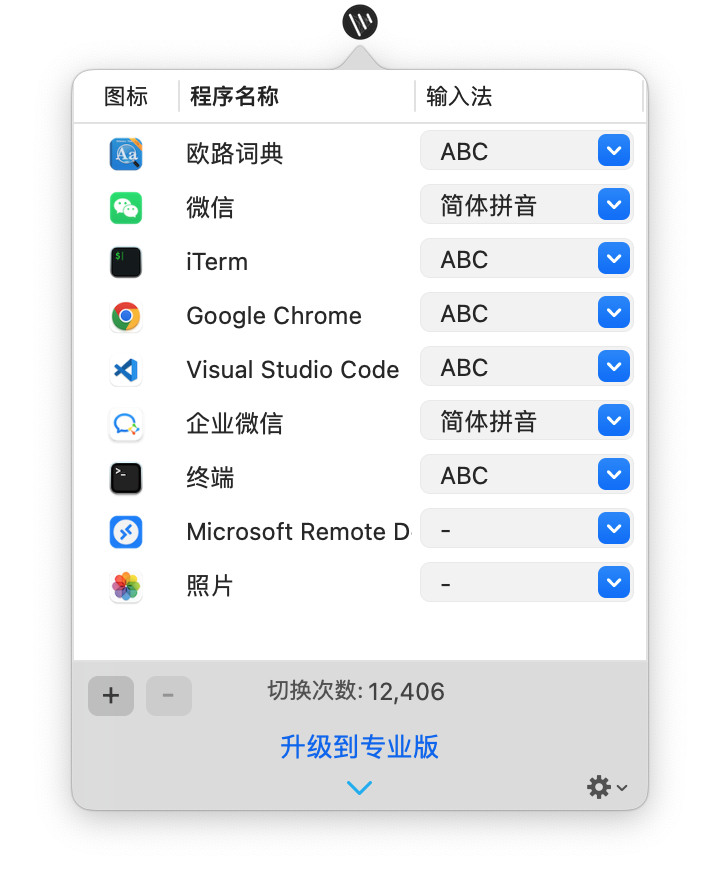 图标 程序名称 输入法
欧路词典 ABC
微信 简体拼音
iTerm ABC
Google Chrome ABC
Visual Studio Code ABC
企业微信 简体拼音
终端 ABC
Microsoft Remote D -
照片 -
+ - 切换次数: 12,406
升级到专业版